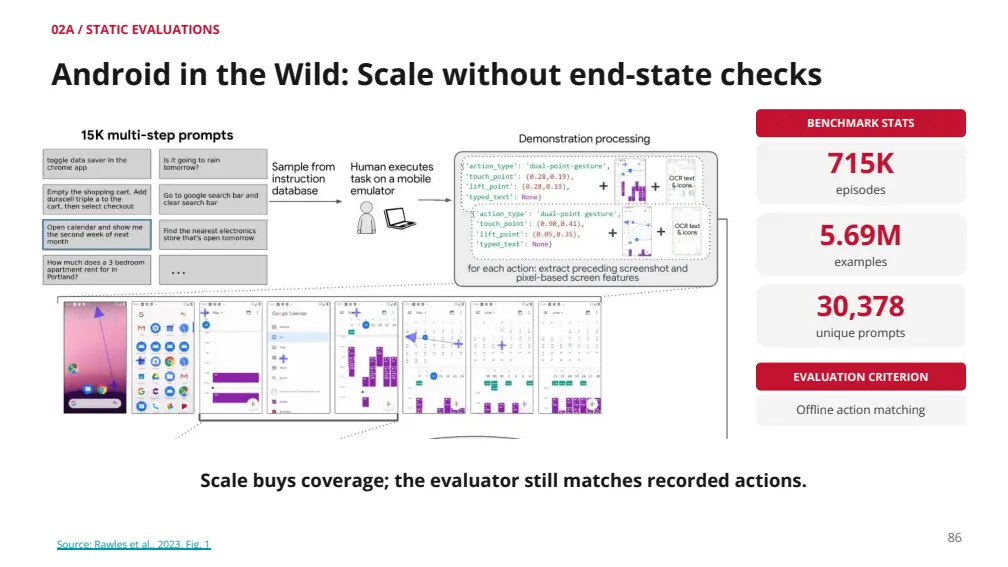 02A / STATIC EVALUATIONS
Android in the Wild: Scale without end-state checks
15K multi-step prompts
toggle data saver in the
chrome app
Is it going to rain
tomorrow?
Empty the shopping cart. Add
duracell triple a to the
cart, then select checkout
Go to google search bar and
clear search bar
Open calendar and show me
the second week of next
month
Find the nearest electronics
store that's open tomorrow
How much does a 3 bedroom
apartment rent for in
Portland?
...
Sample from
instruction
database
Human executes
task on a mobile
emulator
Demonstration processing
'action_type': 'dual-point-gesture',
'touch_point': (0.28,0.19),
'lift_point': (0.28,0.19),
'typed_text': None}
+
+
OCR text
& icons
'action_type': 'dual-point gesture',
'touch_point': (0.90,0.41),
'lift_point': (0.05,0.35),
'typed_text': None}
+
+
OCR text
& icons
for each action: extract preceding screenshot and
pixel-based screen features
Google Calendar
BENCHMARK STATS
715K
episodes
5.69M
examples
30,378
unique prompts
EVALUATION CRITERION
Offline action matching
Scale buys coverage; the evaluator still matches recorded actions.
Source: Rawles et al., 2023, Fig. 1
86